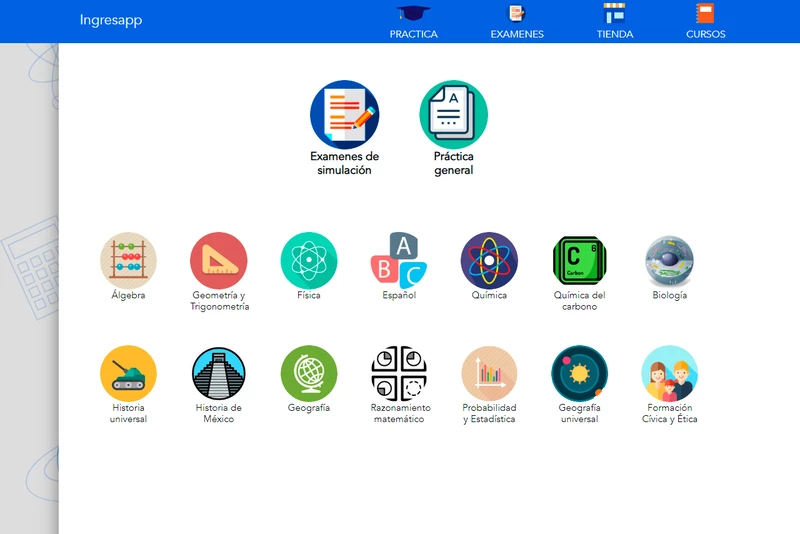 Ingresapp
PRACTICA
EXAMENES
TIENDA
CURSOS
A
Examenes de
simulación
Práctica
general
A
B
C
C
6
Carbon
Álgebra
Geometría y
Trigonometría
Física
Español
Química
Química del
carbono
Biología
Historia
universal
Historia de
México
Geografía
Razonamiento
matemático
Probabilidad
y Estadística
Geografía
universal
Formación
Cívica y Ética